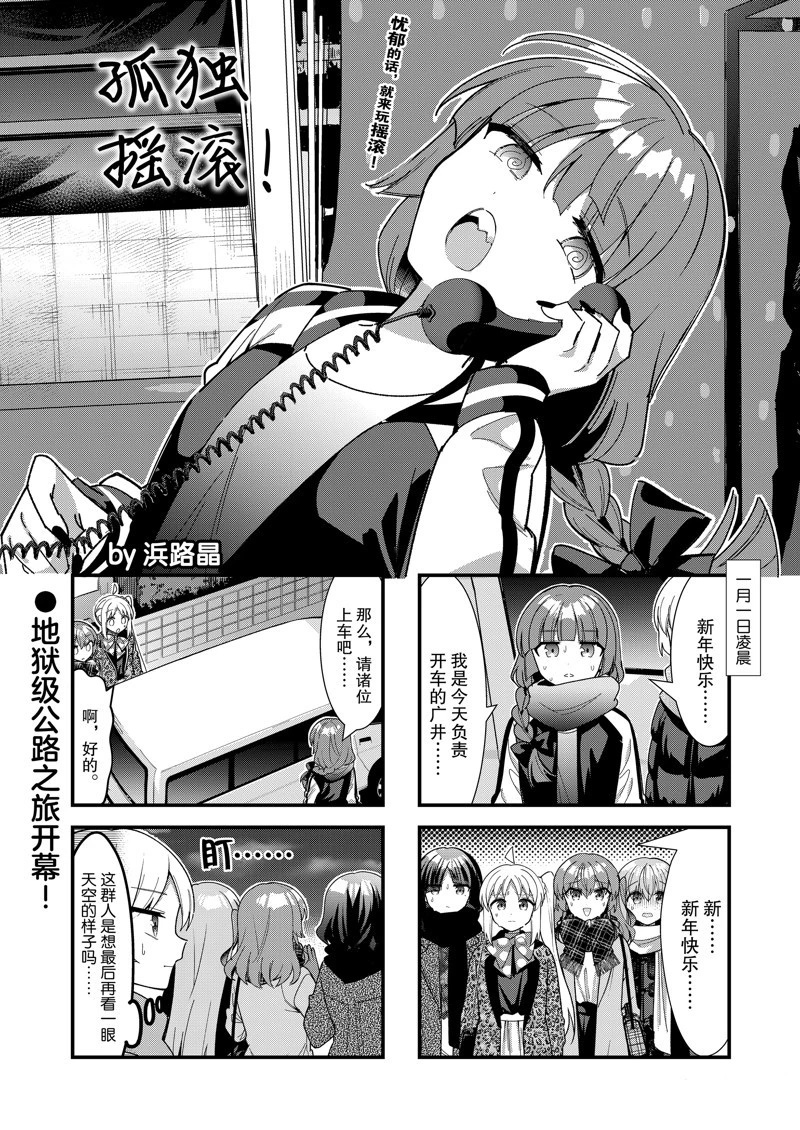 孤独
摇滚！
忧郁的话，就来玩摇滚！
by 浜路晶
●地狱级公路之旅开幕！
一月一日凌晨
新年快乐……
我是今天负责
开车的广井……
新……
新年快乐……
那么，请诸位
上车吧……
啊，好的。
盯……
这群人是想最后再看一眼
天空的样子吗……